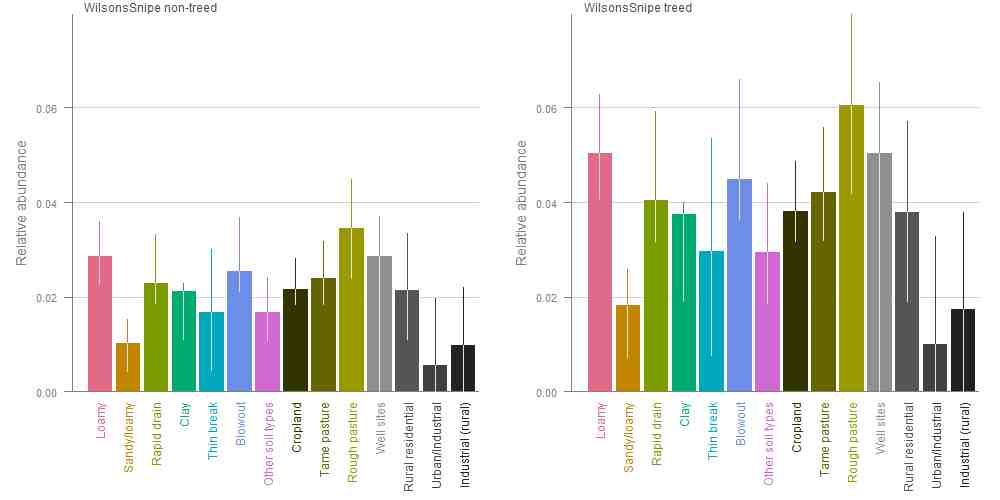 WilsonsSnipe non-treed
Relative abundance
0.06
0.04
0.02
0.00
Loamy
Sandy/loamy
Rapid drain
Clay
Thin break
Blowout
Other soil types
Cropland
Tame pasture
Rough pasture
Well sites
Rural residential
Urban/Industrial
Industrial (rural)
WilsonsSnipe treed
Relative abundance
0.06
0.04
0.02
0.00
Loamy
Sandy/loamy
Rapid drain
Clay
Thin break
Blowout
Other soil types
Cropland
Tame pasture
Rough pasture
Well sites
Rural residential
Urban/Industrial
Industrial (rural)